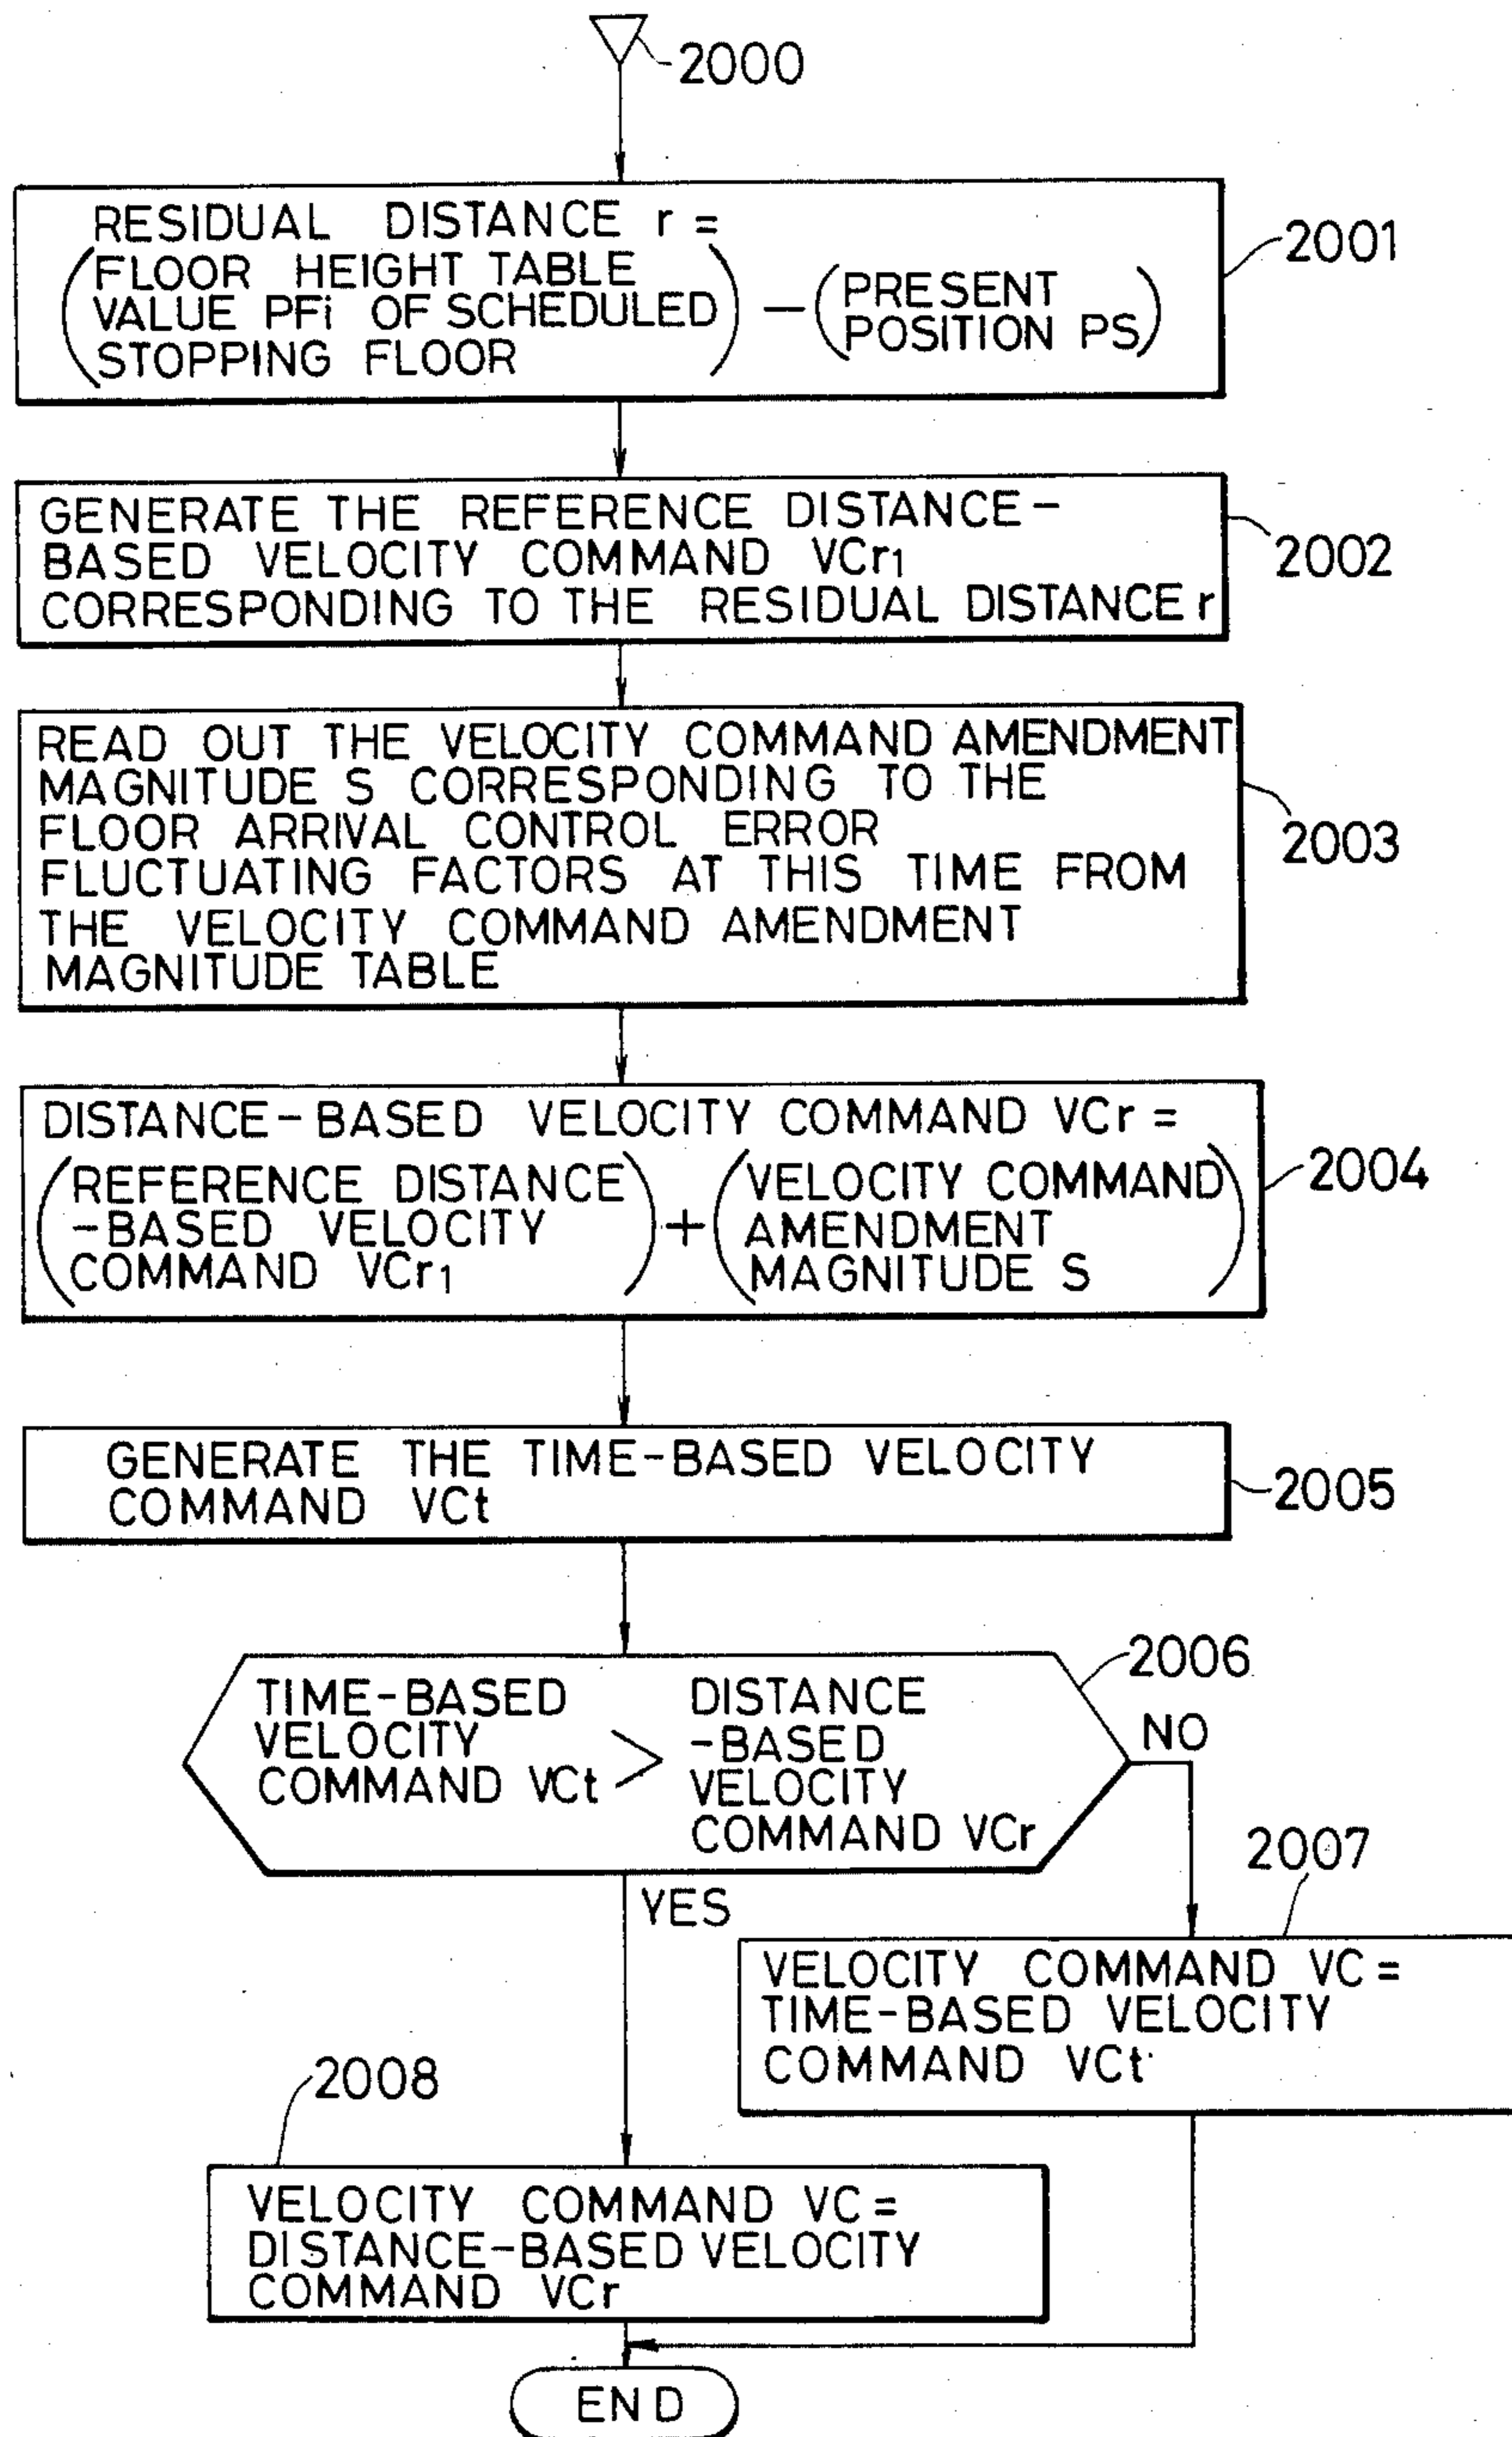 2000
RESIDUAL DISTANCE r =
(FLOOR HEIGHT TABLE
VALUE PFi OF SCHEDULED
STOPPING FLOOR) - (PRESENT
POSITION PS)
2001
GENERATE THE REFERENCE DISTANCE-
BASED VELOCITY COMMAND VCr1
CORRESPONDING TO THE RESIDUAL DISTANCE r
2002
READ OUT THE VELOCITY COMMAND AMENDMENT
MAGNITUDE S CORRESPONDING TO THE
FLOOR ARRIVAL CONTROL ERROR
FLUCTUATING FACTORS AT THIS TIME FROM
THE VELOCITY COMMAND AMENDMENT
MAGNITUDE TABLE
2003
DISTANCE-BASED VELOCITY COMMAND VCr =
(REFERENCE DISTANCE
-BASED VELOCITY
COMMAND VCr1) + (VELOCITY COMMAND
AMENDMENT
MAGNITUDE S)
2004
GENERATE THE TIME-BASED VELOCITY
COMMAND VCt
2005
TIME-BASED
VELOCITY
COMMAND VCt >
DISTANCE
-BASED
VELOCITY
COMMAND VCr
2006
NO
YES
2007
VELOCITY COMMAND VC =
TIME-BASED VELOCITY
COMMAND VCt
2008
VELOCITY COMMAND VC =
DISTANCE-BASED VELOCITY
COMMAND VCr
END